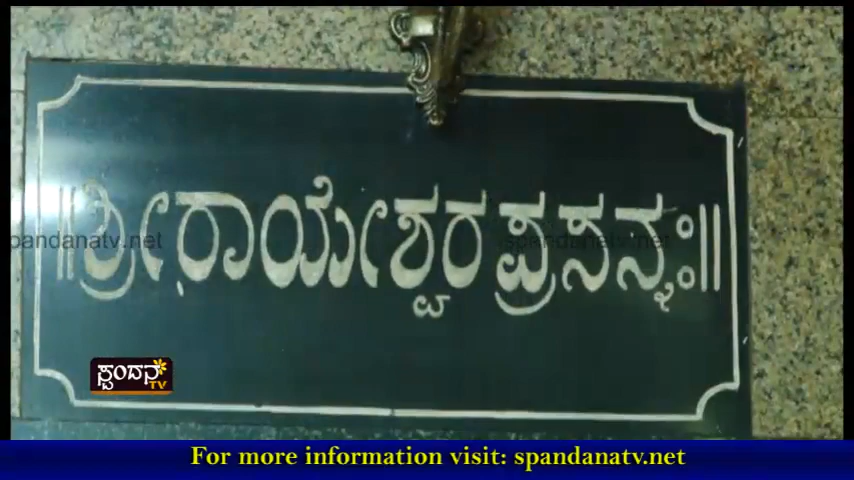 ॥ಶ್ರೀರಾಯೇಶ್ವರ ಪ್ರಸನ್ನಃ॥
spandanatv.net spandanatv.net
ಸ್ಪಂದನ
TV
For more information visit: spandanatv.net